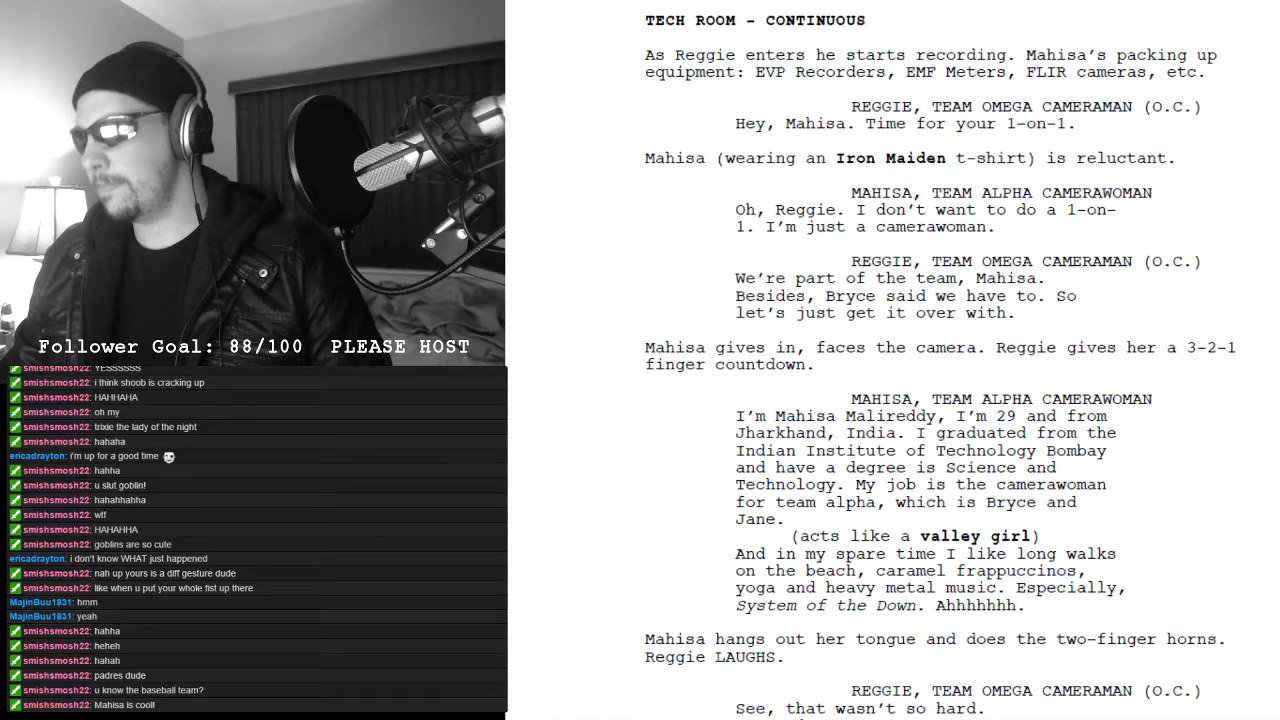 Follower Goal: 88/100 PLEASE HOST
smishsmosh22: YESSSSSS
smishsmosh22: i think shoob is cracking up
smishsmosh22: HAHHAHA
smishsmosh22: oh my
smishsmosh22: trixie the lady of the night
smishsmosh22: hahaha
ericadrayton: i'm up for a good time
smishsmosh22: hahha
smishsmosh22: u slut goblin!
smishsmosh22: hahahhahha
smishsmosh22: wtf
smishsmosh22: HAHAHHA
smishsmosh22: goblins are so cute
ericadrayton: i don't know WHAT just happened
smishsmosh22: nah up yours is a diff gesture dude
smishsmosh22: like when u put your whole fist up there
MajinBuu1831: hmm
MajinBuu1831: yeah
smishsmosh22: hahha
smishsmosh22: heheh
smishsmosh22: hahah
smishsmosh22: padres dude
smishsmosh22: u know the baseball team?
smishsmosh22: Mahisa is cool!
TECH ROOM - CONTINUOUS
As Reggie enters he starts recording. Mahisa's packing up
equipment: EVP Recorders, EMF Meters, FLIR cameras, etc.
REGGIE, TEAM OMEGA CAMERAMAN (O.C.)
Hey, Mahisa. Time for your 1-on-1.
Mahisa (wearing an Iron Maiden t-shirt) is reluctant.
MAHISA, TEAM ALPHA CAMERAWOMAN
Oh, Reggie. I don't want to do a 1-on-
1. I'm just a camerawoman.
REGGIE, TEAM OMEGA CAMERAMAN (O.C.)
We're part of the team, Mahisa.
Besides, Bryce said we have to. So
let's just get it over with.
Mahisa gives in, faces the camera. Reggie gives her a 3-2-1
finger countdown.
MAHISA, TEAM ALPHA CAMERAWOMAN
I'm Mahisa Malireddy, I'm 29 and from
Jharkhand, India. I graduated from the
Indian Institute of Technology Bombay
and have a degree is Science and
Technology. My job is the camerawoman
for team alpha, which is Bryce and
Jane.
(acts like a valley girl)
And in my spare time I like long walks
on the beach, caramel frappuccinos,
yoga and heavy metal music. Especially,
System of the Down. Ahhhhhhh.
Mahisa hangs out her tongue and does the two-finger horns.
Reggie LAUGHS.
REGGIE, TEAM OMEGA CAMERAMAN (O.C.)
See, that wasn't so hard.